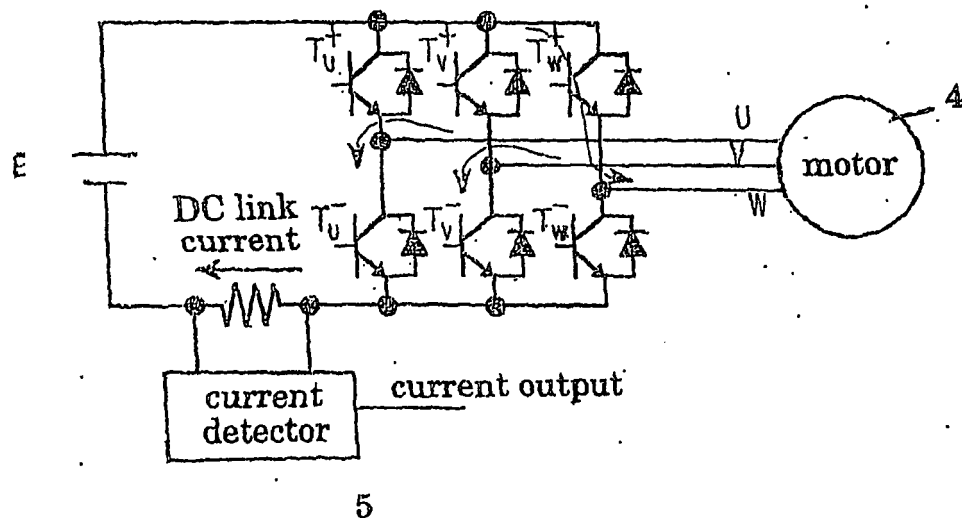 T+U T+V T+W
4
E
U
V
W
motor
DC link
current
T-U T-V T-W
current
detector
current output
5